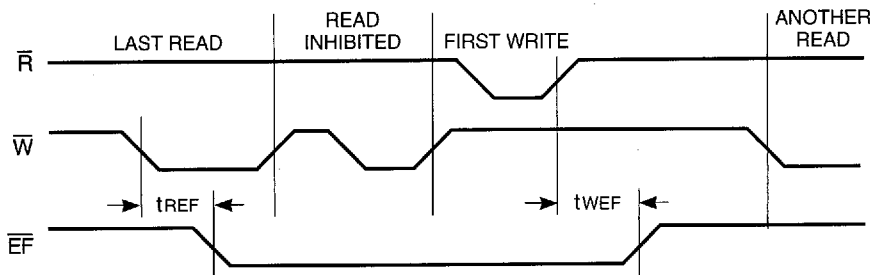 LAST READ
READ
INHIBITED
FIRST WRITE
ANOTHER
READ
R̅
W̅
tREF
tWEF
E̅F̅